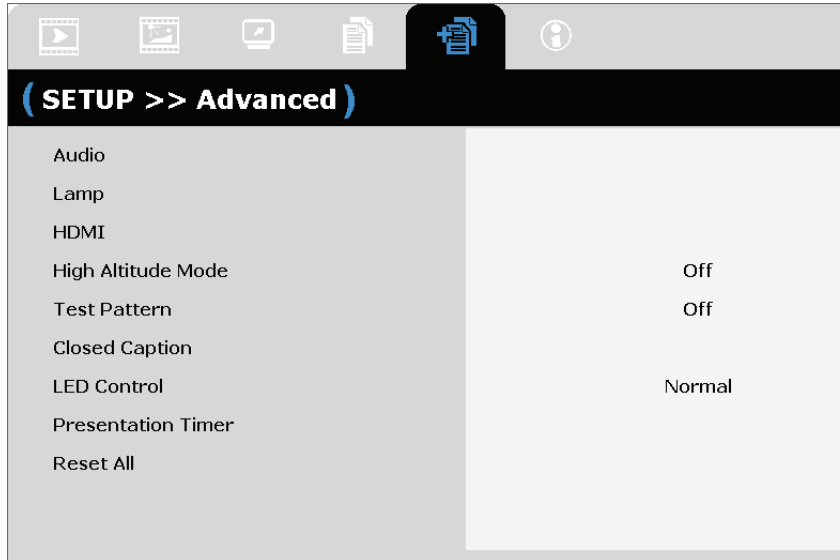 ( SETUP >> Advanced )
Audio
Lamp
HDMI
High Altitude Mode Off
Test Pattern Off
Closed Caption
LED Control Normal
Presentation Timer
Reset All